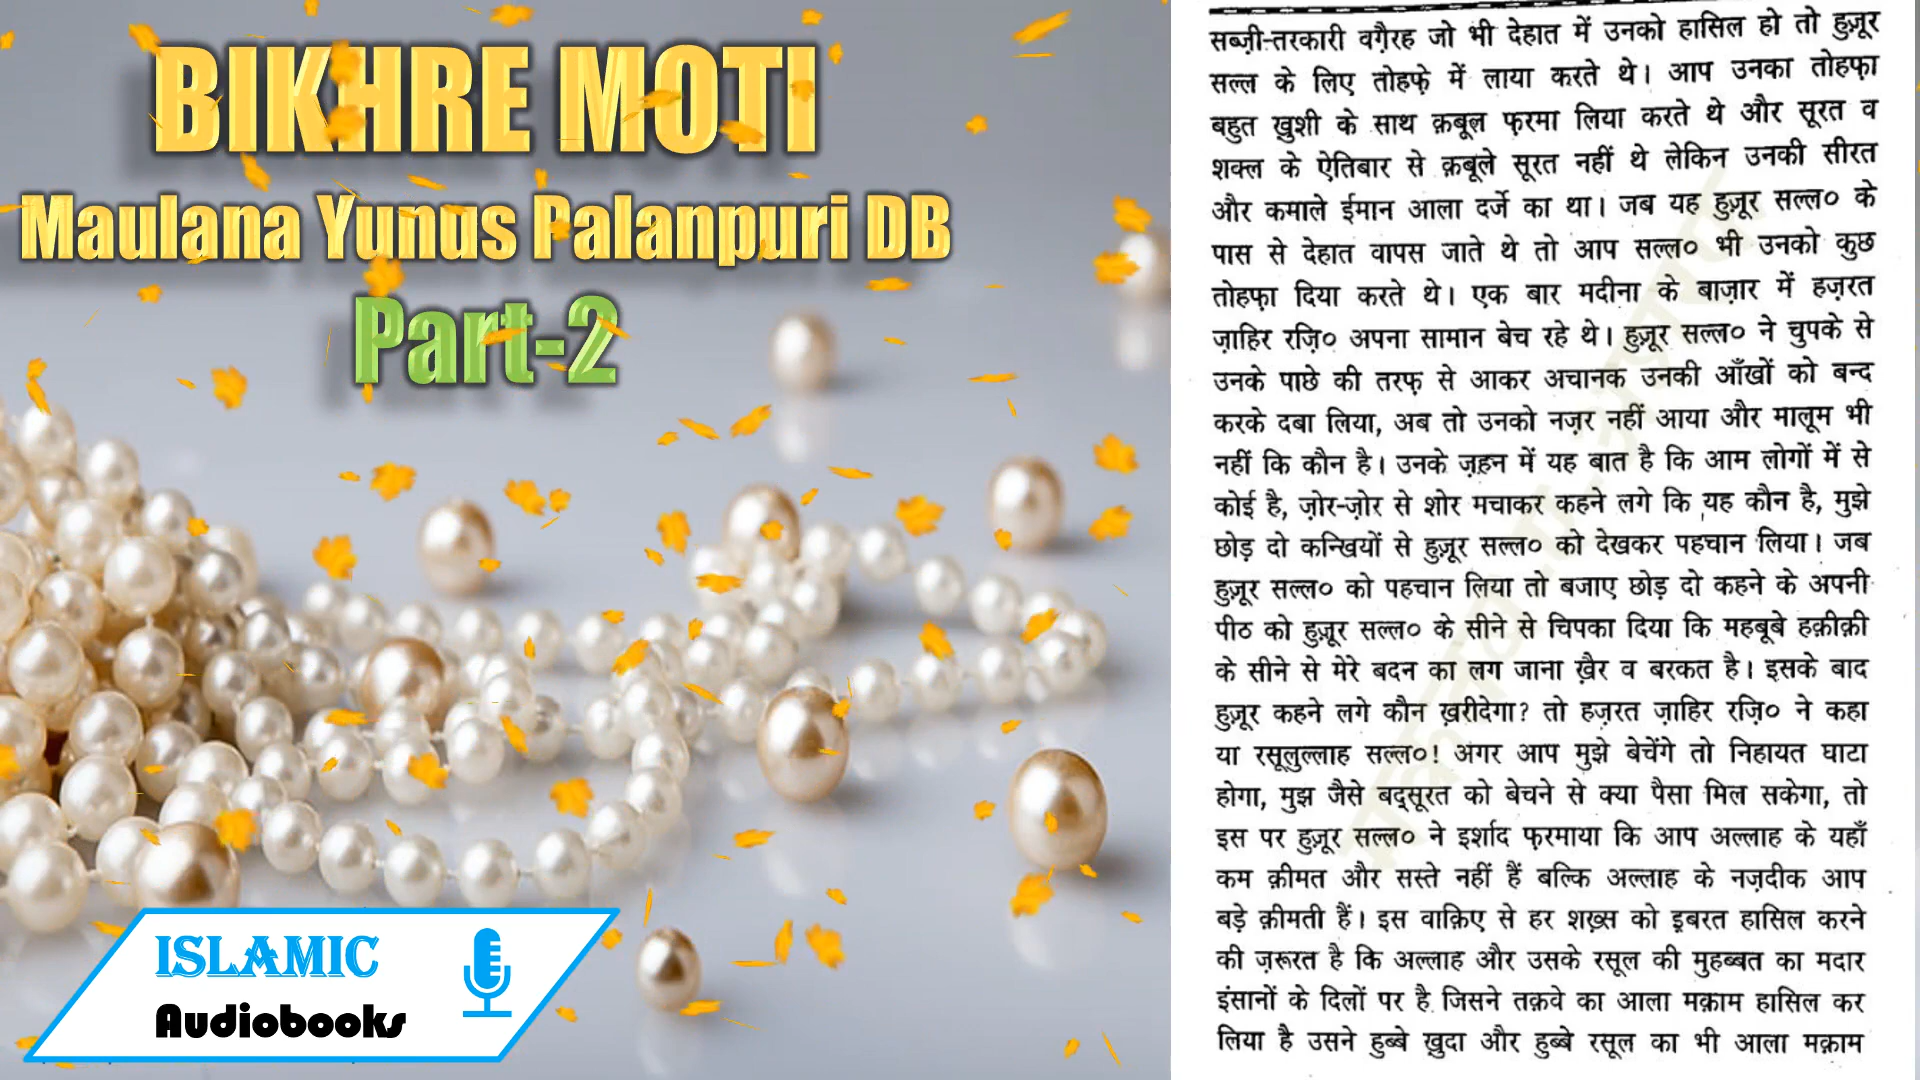 BIKHRE MOTI
Maulana Yunus Palanpuri DB
Part-2
ISLAMIC
Audiobooks
सब्ज़ी-तरकारी वग़ैरह जो भी देहात में उनको हासिल हो तो हुज़ूर
सल्ल के लिए तोहफ़े में लाया करते थे। आप उनका तोहफ़ा
बहुत ख़ुशी के साथ क़बूल फ़रमा लिया करते थे और सूरत व
शक्ल के ऐतिबार से क़बूले सूरत नहीं थे लेकिन उनकी सीरत
और कमाले ईमान आला दर्जे का था। जब यह हुज़ूर सल्ल० के
पास से देहात वापस जाते थे तो आप सल्ल० भी उनको कुछ
तोहफ़ा दिया करते थे। एक बार मदीना के बाज़ार में हज़रत
ज़ाहिर रज़ि० अपना सामान बेच रहे थे। हुज़ूर सल्ल० ने चुपके से
उनके पाछे की तरफ़ से आकर अचानक उनकी आँखों को बन्द
करके दबा लिया, अब तो उनको नज़र नहीं आया और मालूम भी
नहीं कि कौन है। उनके ज़हन में यह बात है कि आम लोगों में से
कोई है, ज़ोर-ज़ोर से शोर मचाकर कहने लगे कि यह कौन है, मुझे
छोड़ दो कन्खियों से हुज़ूर सल्ल० को देखकर पहचान लिया। जब
हुज़ूर सल्ल० को पहचान लिया तो बजाए छोड़ दो कहने के अपनी
पीठ को हुज़ूर सल्ल० के सीने से चिपका दिया कि महबूबे हक़ीक़ी
के सीने से मेरे बदन का लग जाना ख़ैर व बरकत है। इसके बाद
हुज़ूर कहने लगे कौन ख़रीदेगा? तो हज़रत ज़ाहिर रज़ि० ने कहा
या रसूलुल्लाह सल्ल०! अगर आप मुझे बेचेंगे तो निहायत घाटा
होगा, मुझ जैसे बद्सूरत को बेचने से क्या पैसा मिल सकेगा, तो
इस पर हुज़ूर सल्ल० ने इर्शाद फ़रमाया कि आप अल्लाह के यहाँ
कम क़ीमत और सस्ते नहीं हैं बल्कि अल्लाह के नज़दीक आप
बड़े क़ीमती हैं। इस वाक़िए से हर शख़्स को इबरत हासिल करने
की ज़रूरत है कि अल्लाह और उसके रसूल की मुहब्बत का मदार
इंसानों के दिलों पर है जिसने तक़वे का आला मक़ाम हासिल कर
लिया है उसने हुब्बे ख़ुदा और हुब्बे रसूल का भी आला मक़ाम